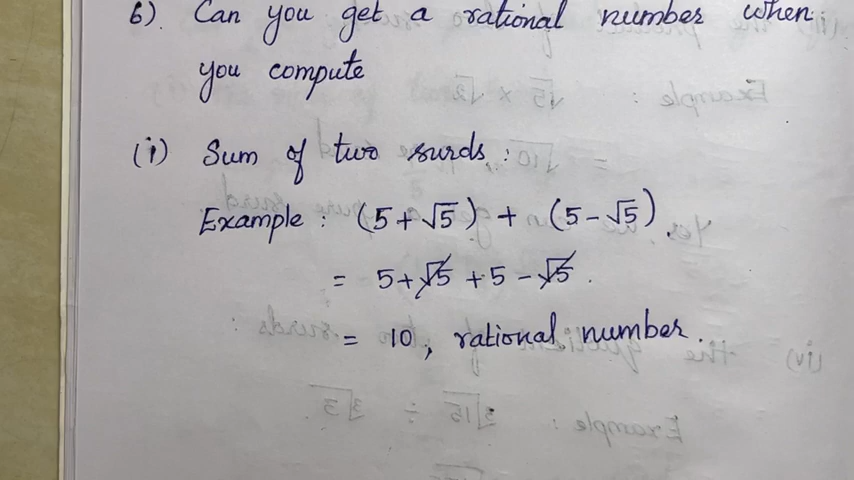 6). Can you get a rational number when
you compute
(i) Sum of two surds :
Example : (5 + √5) + (5 - √5).
= 5 + √5 + 5 - √5.
= 10, rational number.